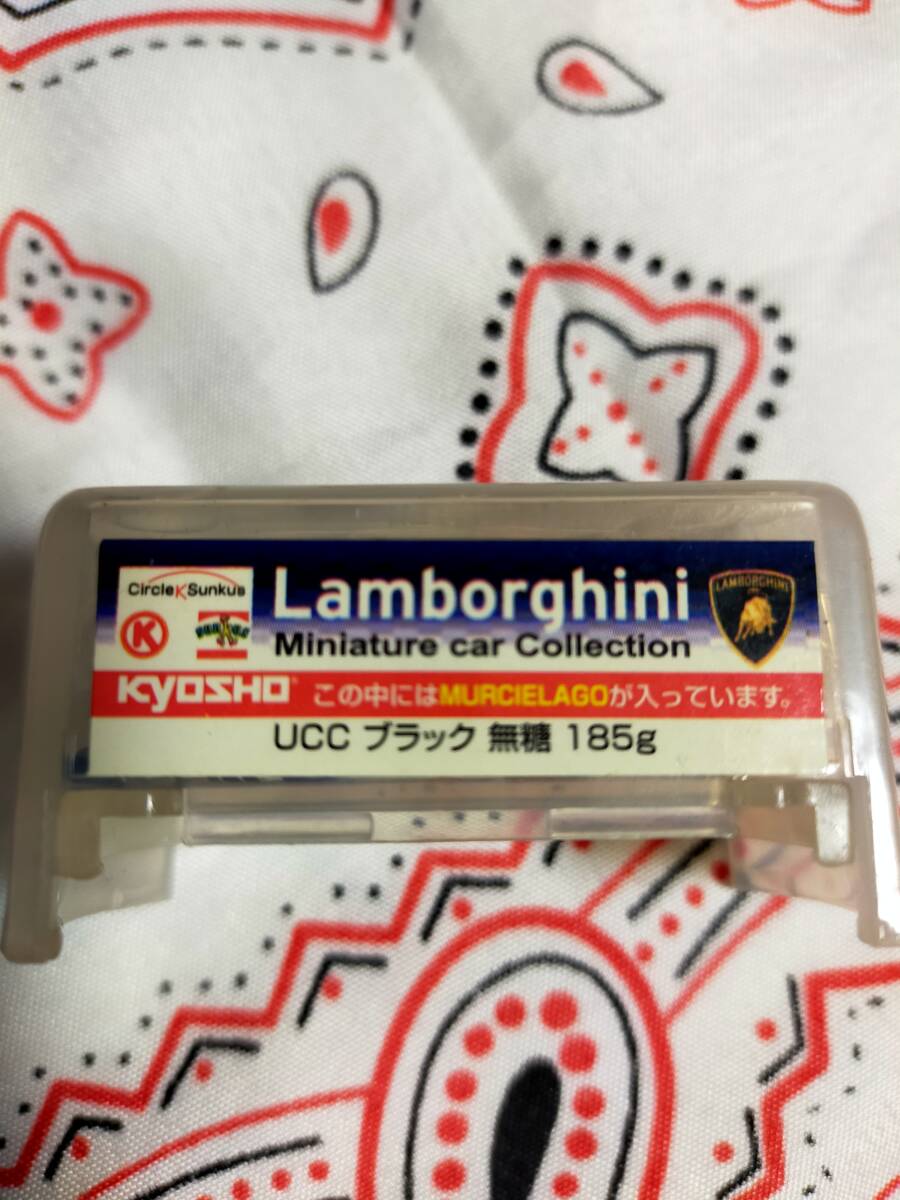 Circle K Sunkus
K
Lamborghini
LAMBORGHINI
Miniature car Collection
KYOSHO この中にはMURCIELAGOが入っています。
UCC ブラック 無糖 185g